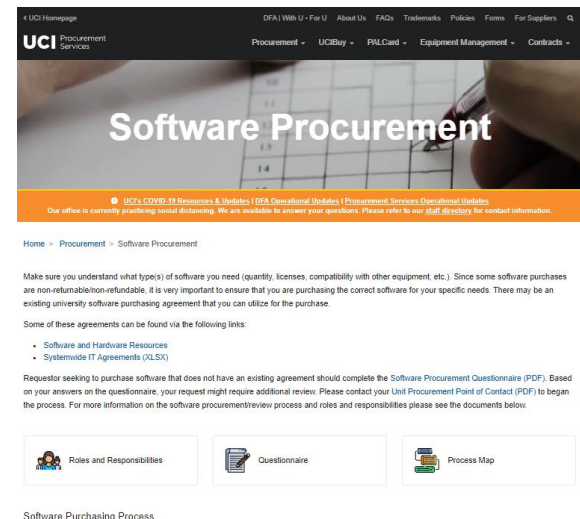 < UCI Homepage
DFA | With U • For U About Us FAQs Trademarks Policies Forms For Suppliers
UCI Procurement Services
Procurement UCIBuy PALCard Equipment Management Contracts
10
11
13
14
Software Procurement
UCI's COVID-19 Resources & Updates | DFA Operational Updates | Procurement Services Operational Updates
Our office is currently practicing social distancing. We are available to answer your questions. Please refer to our staff directory for contact information.
Home > Procurement > Software Procurement
Make sure you understand what type(s) of software you need (quantity, licenses, compatibility with other equipment, etc.). Since some software purchases
are non-returnable/non-refundable, it is very important to ensure that you are purchasing the correct software for your specific needs. There may be an
existing university software purchasing agreement that you can utilize for the purchase.
Some of these agreements can be found via the following links:
• Software and Hardware Resources
• Systemwide IT Agreements (XLSX)
Requestor seeking to purchase software that does not have an existing agreement should complete the Software Procurement Questionnaire (PDF). Based
on your answers on the questionnaire, your request might require additional review. Please contact your Unit Procurement Point of Contact (PDF) to began
the process. For more information on the software procurement/review process and roles and responsibilities please see the documents below.
Roles and Responsibilities
Questionnaire
Process Map
Software Purchasing Process